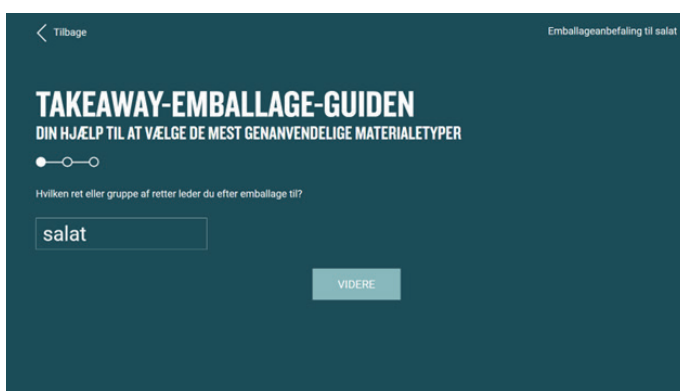 Tilbage
Emballageanbefaling til salat
TAKEAWAY-EMBALLAGE-GUIDEN
DIN HJÆLP TIL AT VÆLGE DE MEST GENANVENDELIGE MATERIALETYPER
Hvilken ret eller gruppe af retter leder du efter emballage til?
salat
VIDERE